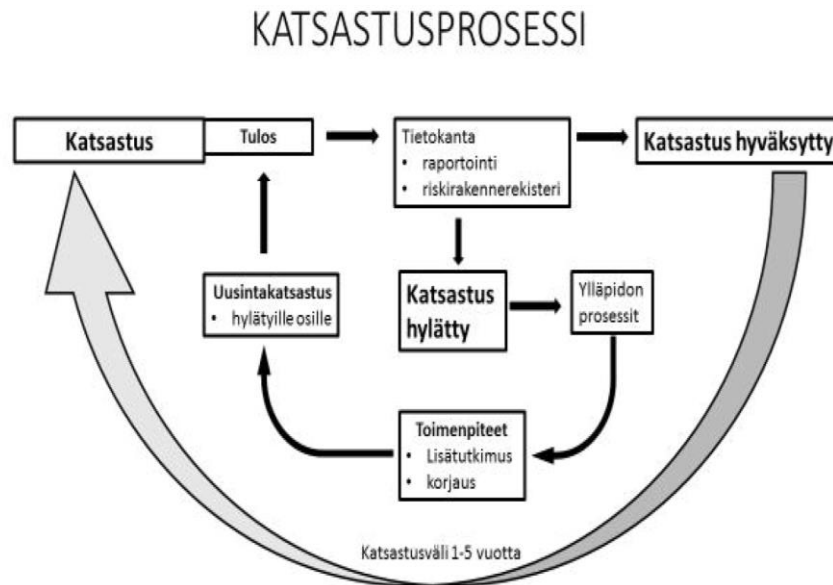 KATSASTUSPROSESSI
Katsastus
Tulos
Tietokanta
• raportointi
• riskirakennerekisteri
Katsastus hyväksytty
Uusintakatsastus
• hylätyille osille
Katsastus
hylätty
Ylläpidon
prosessit
Toimenpiteet
• Lisätutkimus
• korjaus
Katsastusväli 1-5 vuotta